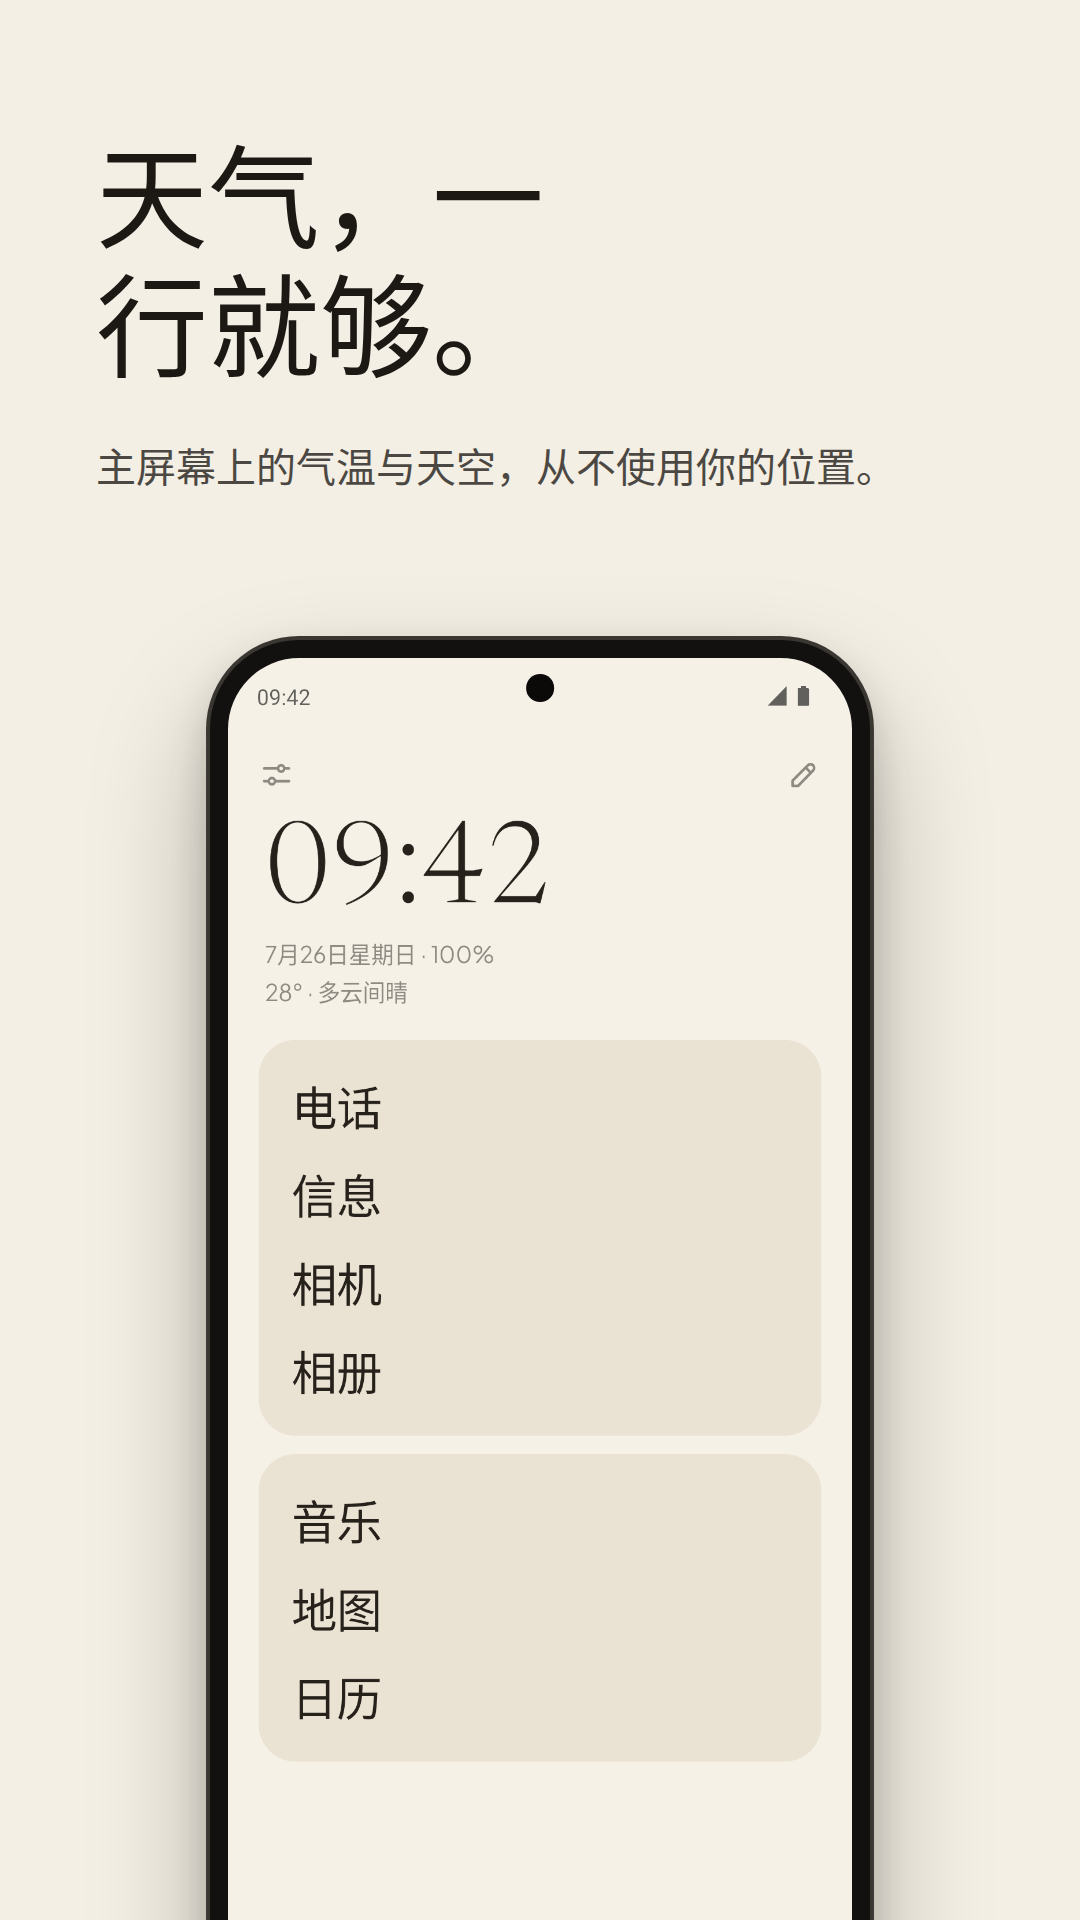 天气，一
行就够。
主屏幕上的气温与天空，从不使用你的位置。
09:42
09:42
7月26日星期日 · 100%
28° · 多云间晴
电话
信息
相机
相册
音乐
地图
日历